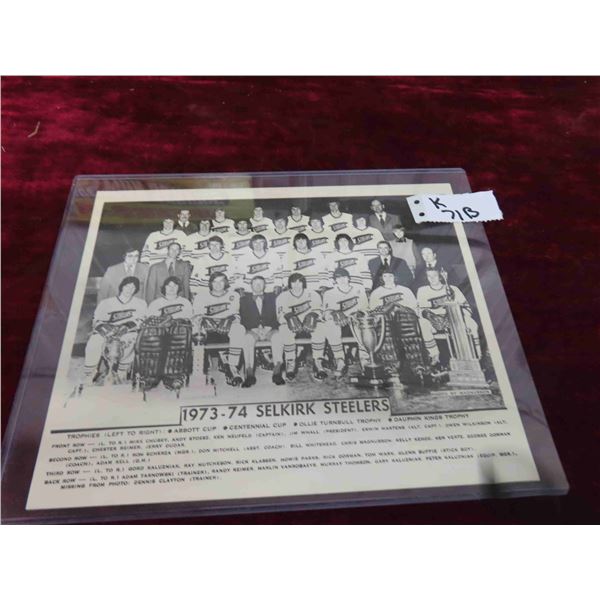 K
71B
1973-74 SELKIRK STEELERS
TROPHIES (LEFT TO RIGHT): ● ABBOTT CUP ● CENTENNIAL CUP ● OLLIE TURNBULL TROPHY ● DAUPHIN KINGS TROPHY
FRONT ROW — (L. TO R.) MIKE CHUBEY, ANDY STOESZ, KEN NEUFELD (CAPTAIN), JIM WHALL (PRESIDENT), KERWIN MARTENS (ALT. CAPT.), OWEN WILKINSON (ALT.
CAPT.), CHESTER REIMER, JERRY
SECOND ROW — (L. TO R.) RON SCHERZA (MGR.), DON MITCHELL (ASST. COACH), BILL WHITEHEAD, CHRIS MAGNUSSON, KELLY KENZE, KEN VEATE, GEORGE GORMAN
(COACH), ADAM KELL
THIRD ROW — (L. TO R.) GORD KALUZNIAK, RAY HUTCHESON, RICK KLASSEN, HOWIE PARKS, RICK GORMAN, TOM WARK, GLENN BUFFIE (STICK BOY).
BACK ROW — (L. TO R.) ADAM TARNOWSKI (TRAINER), RANDY REIMER, MARLIN VANROBAEYS, MURRAY THOMSON, GARY KALUZNIAK, PETER KALUZNIAK (EQUIP. MGR.).
MISSING FROM PHOTO: DENNIS CLAYTON (TRAINER).